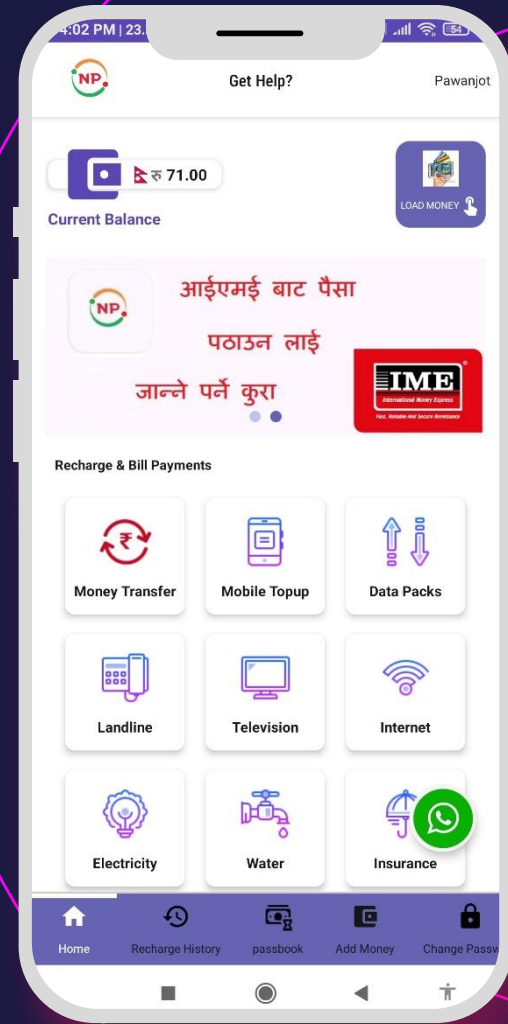 4:02 PM | 23.
54
NP.
Get Help?
Pawanjot
रु 71.00
Current Balance
LOAD MONEY
NP.
आईएमई बाट पैसा
पठाउन लाई
जान्ने पर्ने कुरा
IME
International Money Express
Fast, Reliable And Secure Remittance
Recharge & Bill Payments
Money Transfer
Mobile Topup
Data Packs
Landline
Television
Internet
Electricity
Water
Insurance
Home
Recharge History
passbook
Add Money
Change Passw